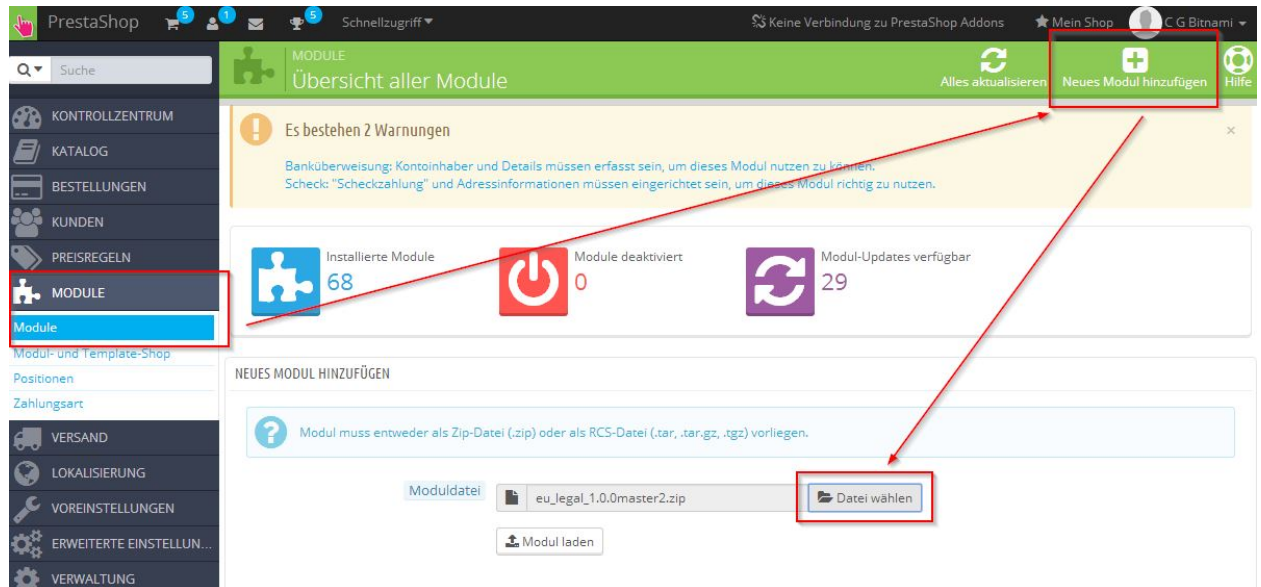 PrestaShop 5 1 5 Schnellzugriff Keine Verbindung zu PrestaShop Addons Mein Shop C G Bitnami
Suche
MODULE
Übersicht aller Module
Alles aktualisieren
Neues Modul hinzufügen
Hilfe
KONTROLLZENTRUM
KATALOG
BESTELLUNGEN
KUNDEN
PREISREGELN
MODULE
Module
Modul- und Template-Shop
Positionen
Zahlungsart
VERSAND
LOKALISIERUNG
VOREINSTELLUNGEN
ERWEITERTE EINSTELLUN...
VERWALTUNG
Es bestehen 2 Warnungen
×
Banküberweisung: Kontoinhaber und Details müssen erfasst sein, um dieses Modul nutzen zu können.
Scheck: "Scheckzahlung" und Adressinformationen müssen eingerichtet sein, um dieses Modul richtig zu nutzen.
Installierte Module
68
Module deaktiviert
0
Modul-Updates verfügbar
29
NEUES MODUL HINZUFÜGEN
Modul muss entweder als Zip-Datei (.zip) oder als RCS-Datei (.tar, .tar.gz, .tgz) vorliegen.
Moduldatei eu_legal_1.0.0master2.zip Datei wählen
Modul laden